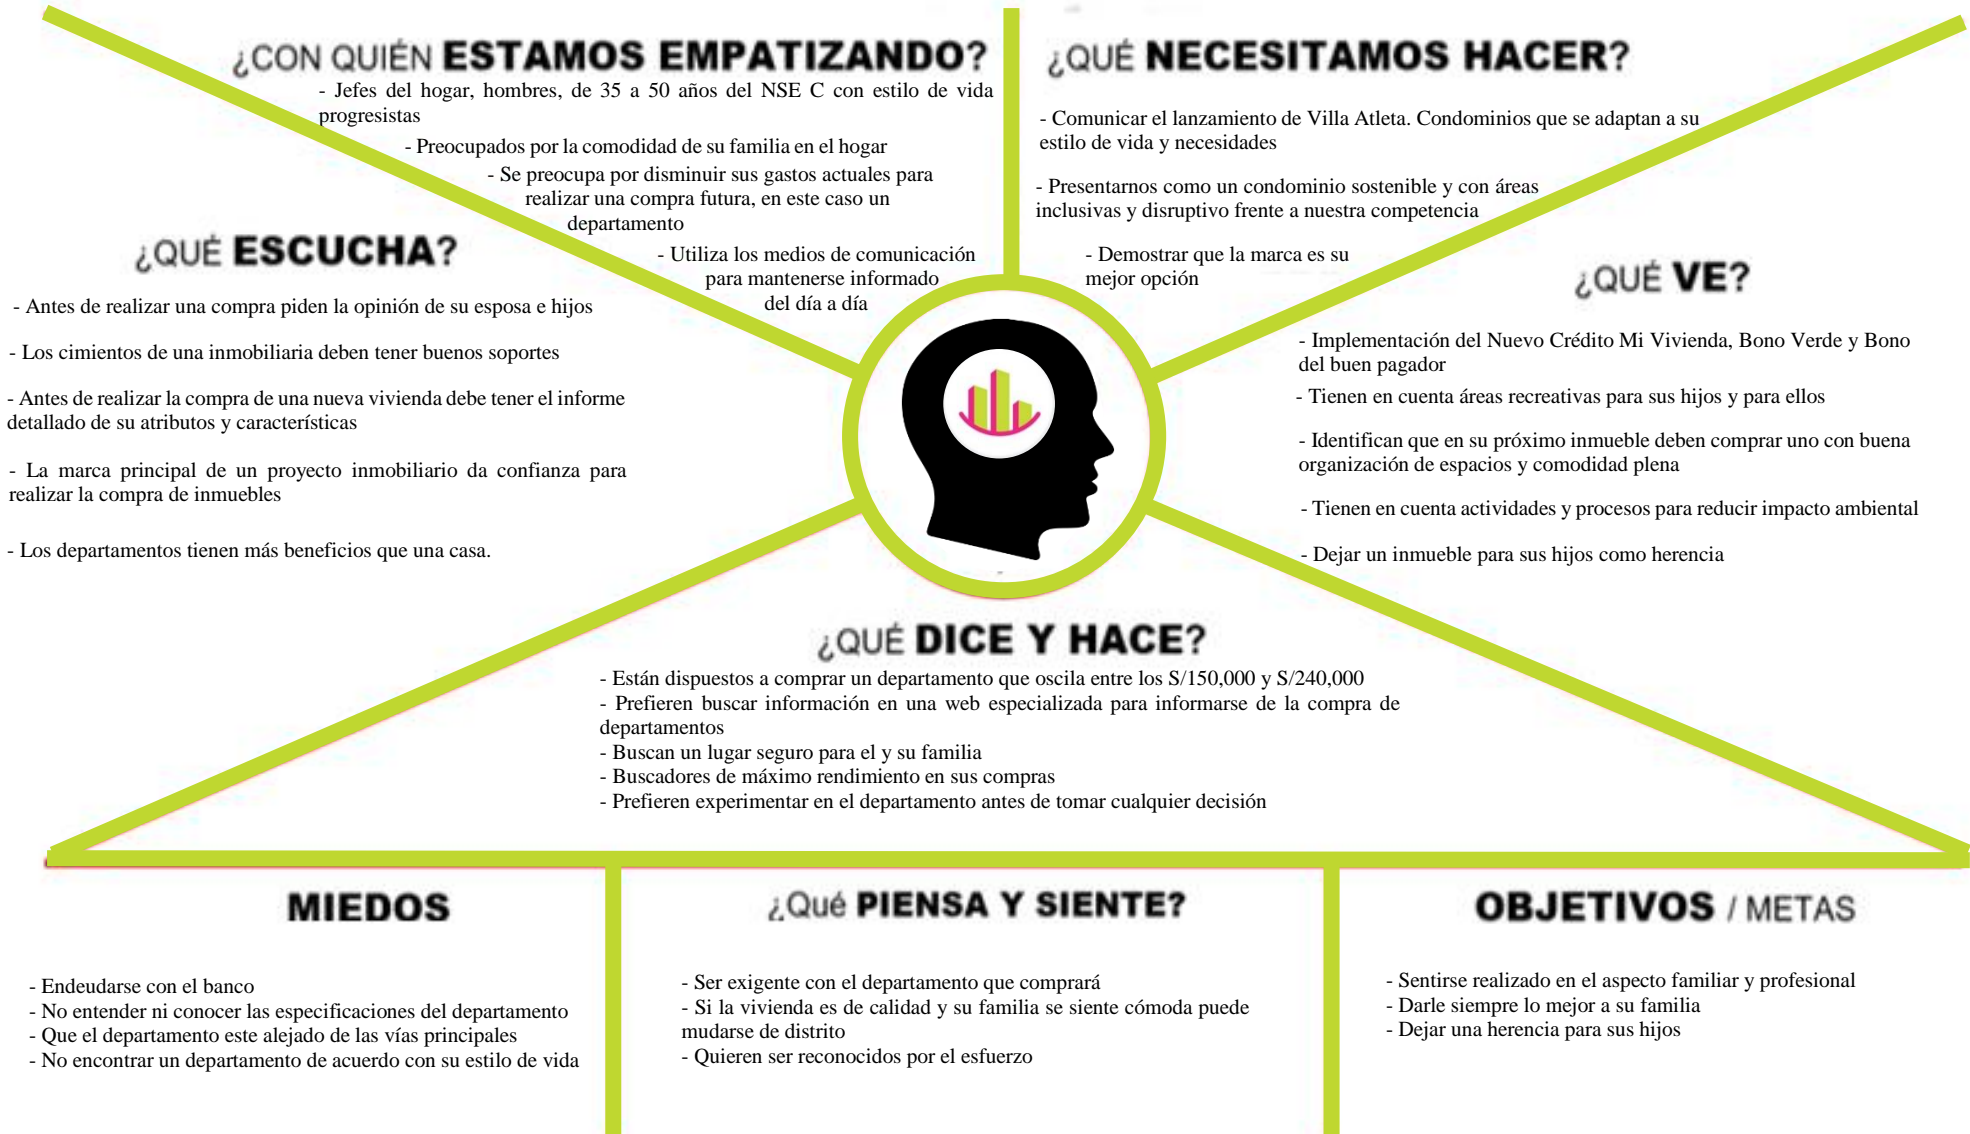 ¿CON QUIÉN ESTAMOS EMPATIZANDO?
- Jefes del hogar, hombres, de 35 a 50 años del NSE C con estilo de vida
progresistas
- Preocupados por la comodidad de su familia en el hogar
- Se preocupa por disminuir sus gastos actuales para
realizar una compra futura, en este caso un
departamento
- Utiliza los medios de comunicación
para mantenerse informado
del día a día
¿QUÉ NECESITAMOS HACER?
- Comunicar el lanzamiento de Villa Atleta. Condominios que se adaptan a su
estilo de vida y necesidades
- Presentarnos como un condominio sostenible y con áreas
inclusivas y disruptivo frente a nuestra competencia
- Demostrar que la marca es su
mejor opción
¿QUÉ ESCUCHA?
- Antes de realizar una compra piden la opinión de su esposa e hijos
- Los cimientos de una inmobiliaria deben tener buenos soportes
- Antes de realizar la compra de una nueva vivienda debe tener el informe
detallado de su atributos y características
- La marca principal de un proyecto inmobiliario da confianza para
realizar la compra de inmuebles
- Los departamentos tienen más beneficios que una casa.
¿QUÉ VE?
- Implementación del Nuevo Crédito Mi Vivienda, Bono Verde y Bono
del buen pagador
- Tienen en cuenta áreas recreativas para sus hijos y para ellos
- Identifican que en su próximo inmueble deben comprar uno con buena
organización de espacios y comodidad plena
- Tienen en cuenta actividades y procesos para reducir impacto ambiental
- Dejar un inmueble para sus hijos como herencia
¿QUÉ DICE Y HACE?
- Están dispuestos a comprar un departamento que oscila entre los S/150,000 y S/240,000
- Prefieren buscar información en una web especializada para informarse de la compra de
departamentos
- Buscan un lugar seguro para el y su familia
- Buscadores de máximo rendimiento en sus compras
- Prefieren experimentar en el departamento antes de tomar cualquier decisión
MIEDOS
- Endeudarse con el banco
- No entender ni conocer las especificaciones del departamento
- Que el departamento este alejado de las vías principales
- No encontrar un departamento de acuerdo con su estilo de vida
¿Qué PIENSA Y SIENTE?
- Ser exigente con el departamento que comprará
- Si la vivienda es de calidad y su familia se siente cómoda puede
mudarse de distrito
- Quieren ser reconocidos por el esfuerzo
OBJETIVOS / METAS
- Sentirse realizado en el aspecto familiar y profesional
- Darle siempre lo mejor a su familia
- Dejar una herencia para sus hijos